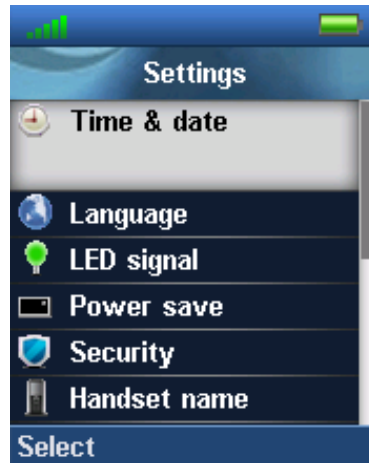 Settings
Time & date
Language
LED signal
Power save
Security
Handset name
Select